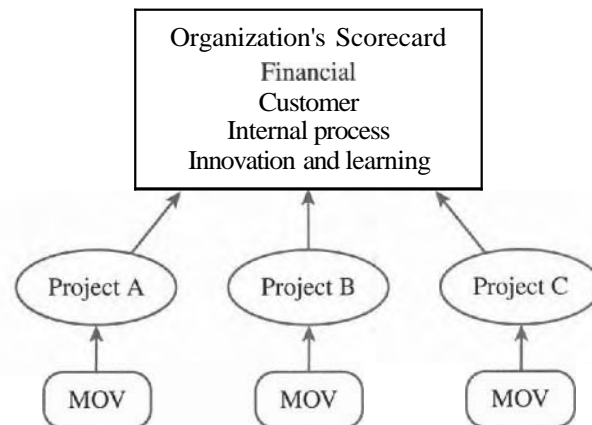 Organization's Scorecard
Financial
Customer
Internal process
Innovation and learning
Project A
Project B
Project C
MOV
MOV
MOV